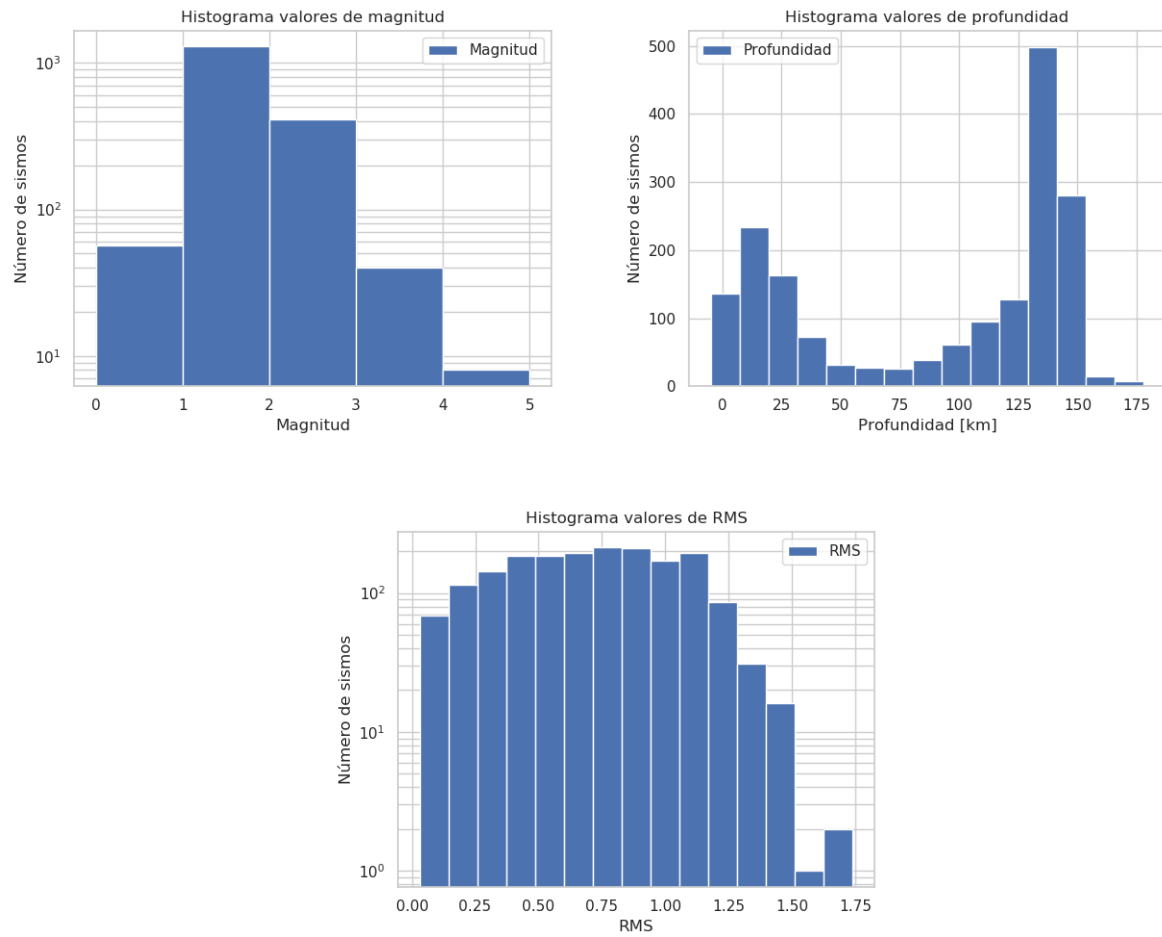 Histograma valores de magnitud
Magnitud
10³
10²
10¹
Número de sismos
0 1 2 3 4 5
Magnitud
Histograma valores de profundidad
Profundidad
500
400
300
200
100
0
Número de sismos
0 25 50 75 100 125 150 175
Profundidad [km]
Histograma valores de RMS
RMS
10²
10¹
10⁰
Número de sismos
0.00 0.25 0.50 0.75 1.00 1.25 1.50 1.75
RMS